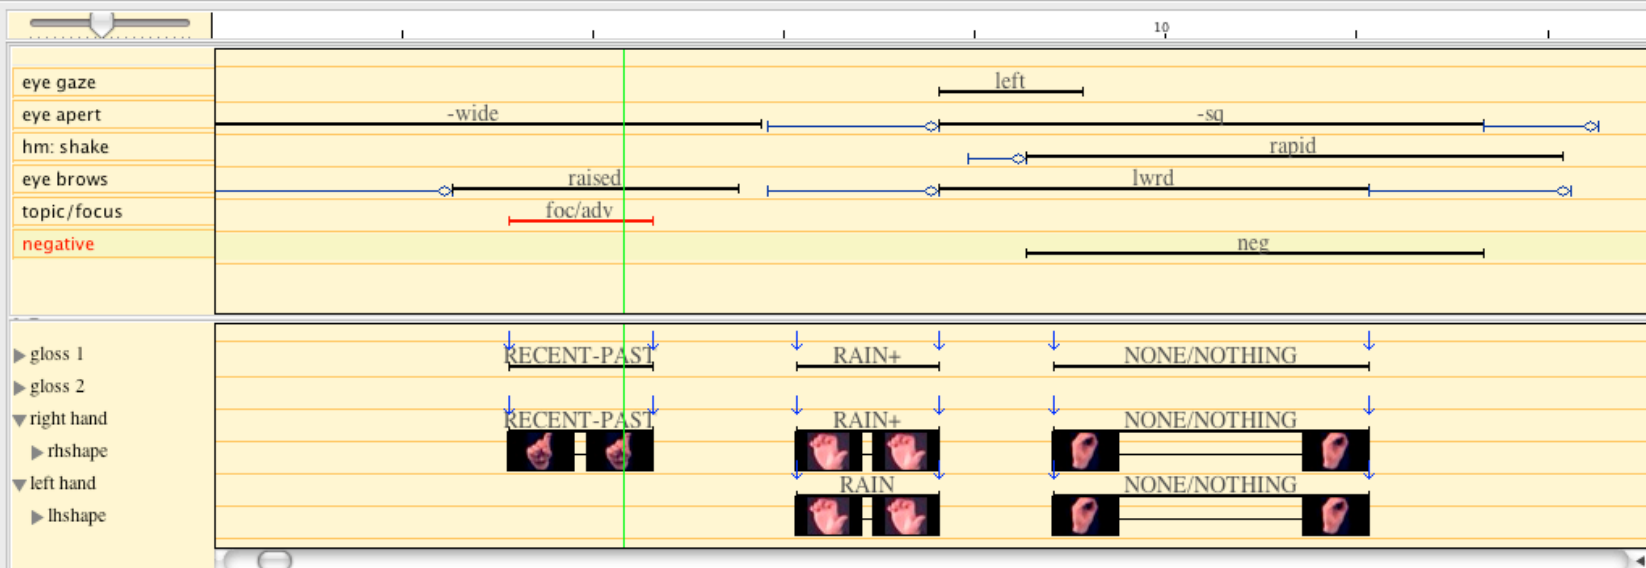 10
eye gaze left
eye apert -wide -sq
hm: shake rapid
eye brows raised lwrd
topic/focus foc/adv
negative neg
gloss 1 RECENT-PAST RAIN+ NONE/NOTHING
gloss 2
right hand RECENT-PAST RAIN+ NONE/NOTHING
rhshape
left hand RAIN NONE/NOTHING
lhshape